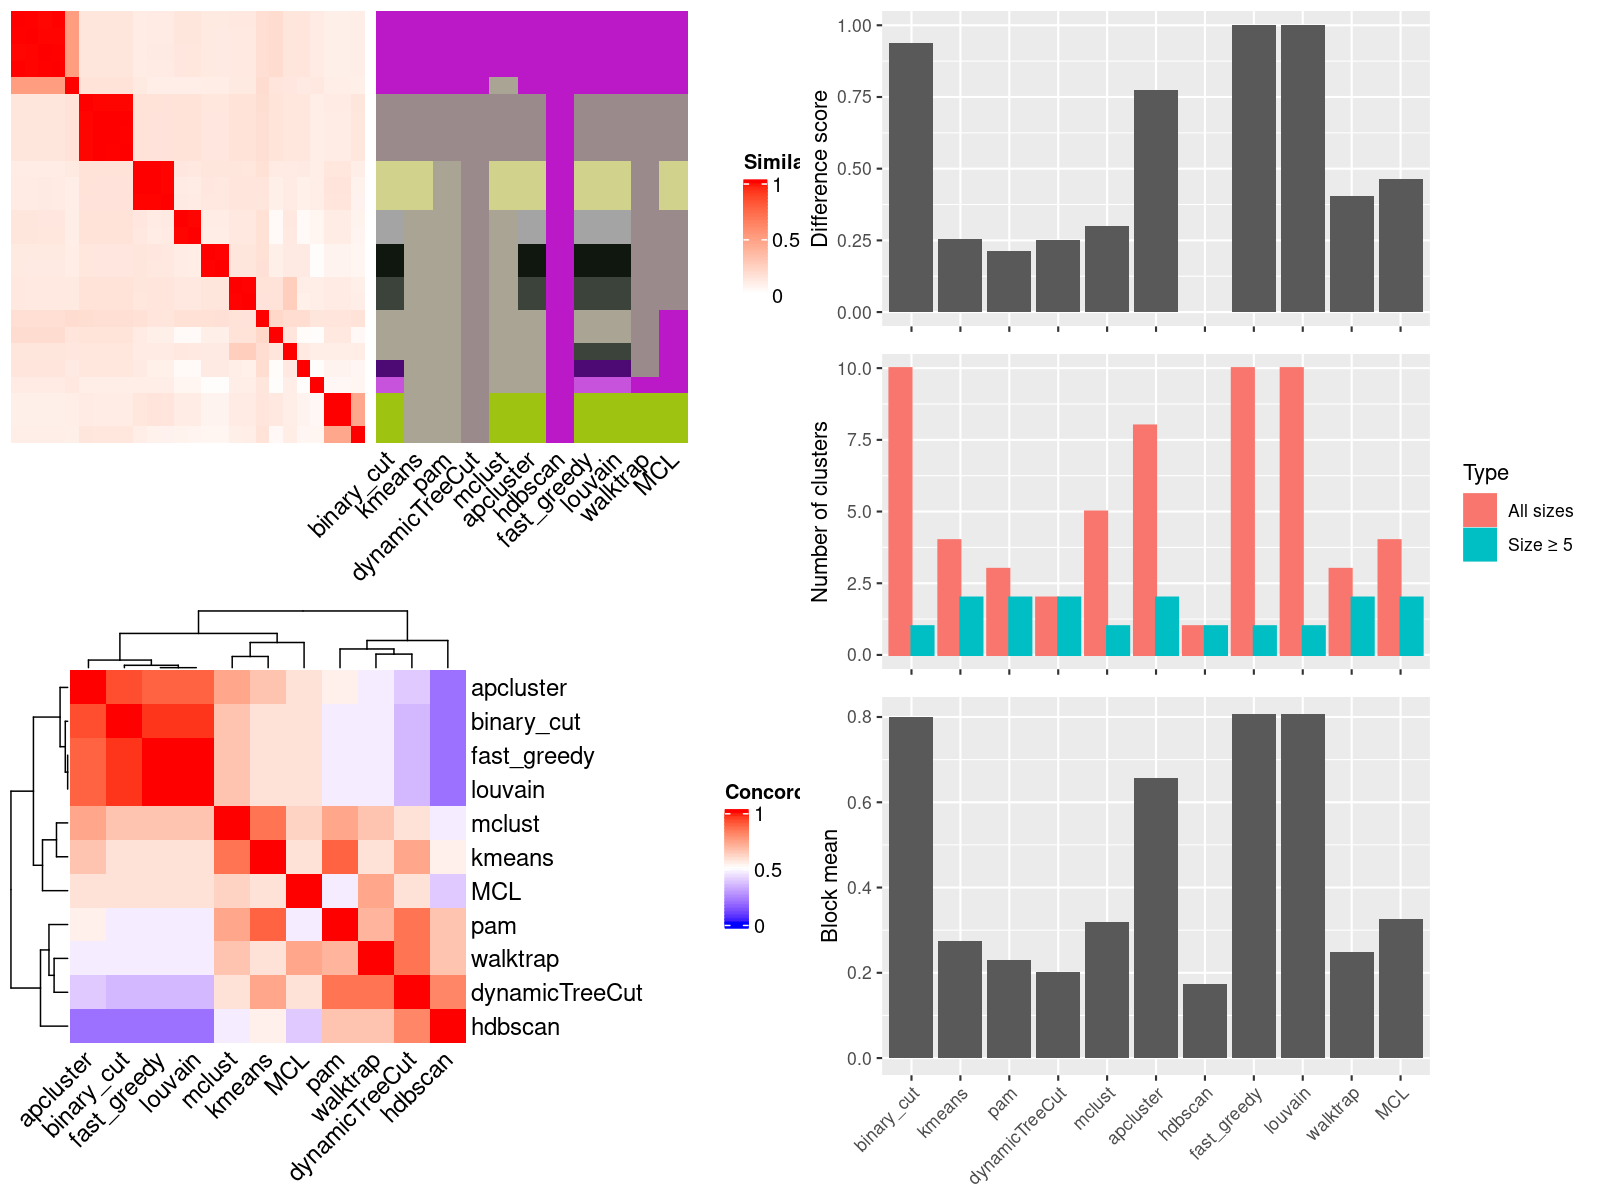 Simila
1
0.5
0
binary_cut
kmeans
pam
dynamicTreeCut
mclust
apcluster
hdbscan
fast_greedy
louvain
walktrap
MCL
apcluster
binary_cut
fast_greedy
louvain
mclust
kmeans
MCL
pam
walktrap
dynamicTreeCut
hdbscan
apcluster
binary_cut
fast_greedy
louvain
mclust
kmeans
MCL
pam
walktrap
dynamicTreeCut
hdbscan
Concord
1
0.5
0
Difference score
1.00
0.75
0.50
0.25
0.00
Number of clusters
10.0
7.5
5.0
2.5
0.0
Type
All sizes
Size ≥ 5
Block mean
0.8
0.6
0.4
0.2
0.0
binary_cut
kmeans
pam
dynamicTreeCut
mclust
apcluster
hdbscan
fast_greedy
louvain
walktrap
MCL